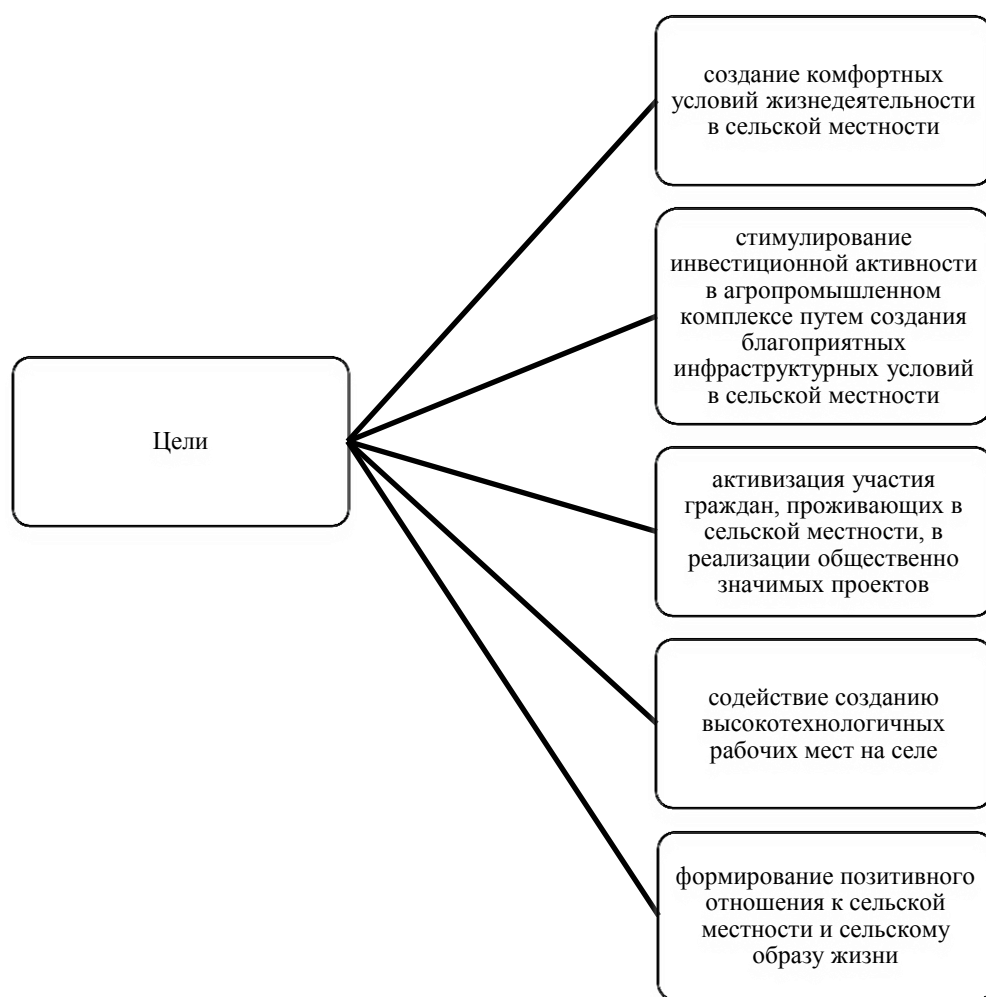 Цели
создание комфортных
условий жизнедеятельности
в сельской местности
стимулирование
инвестиционной активности
в агропромышленном
комплексе путем создания
благоприятных
инфраструктурных условий
в сельской местности
активизация участия
граждан, проживающих в
сельской местности, в
реализации общественно
значимых проектов
содействие созданию
высокотехнологичных
рабочих мест на селе
формирование позитивного
отношения к сельской
местности и сельскому
образу жизни